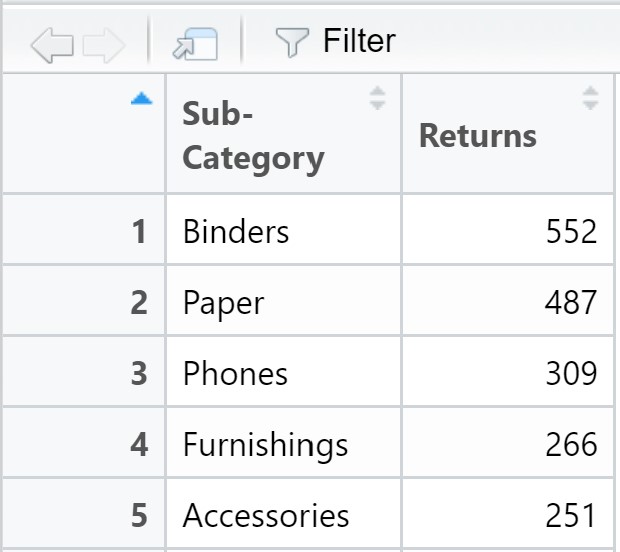 Filter
Sub-
Category Returns
1 Binders 552
2 Paper 487
3 Phones 309
4 Furnishings 266
5 Accessories 251